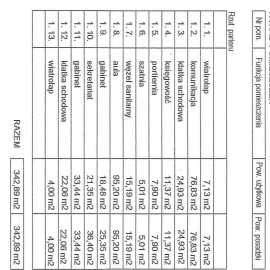 Nr pom. Funkcja pomieszczenia Pow. użytkowa Pow. posadzki
Rzut parteru
1. 1. wiatrołap 7,13 m2 7,13 m2
1. 2. komunikacja 76,83 m2 76,83 m2
1. 3. klatka schodowa 24,93 m2 24,93 m2
1. 4. księgowość 11,37 m2 11,37 m2
1. 5. portiernia 7,90 m2 7,90 m2
1. 6. szatnia 5,01 m2 5,01 m2
1. 7. węzeł sanitarny 15,19 m2 15,19 m2
1. 8. aula 95,20 m2 95,20 m2
1. 9. gabinet 18,48 m2 25,35 m2
1. 10. sekretariat 21,35 m2 36,40 m2
1. 11. gabinet 33,44 m2 33,44 m2
1. 12. klatka schodowa 22,06 m2 22,06 m2
1. 13. wiatrołap 4,00 m2 4,00 m2
RAZEM 342,89 m2 342,89 m2